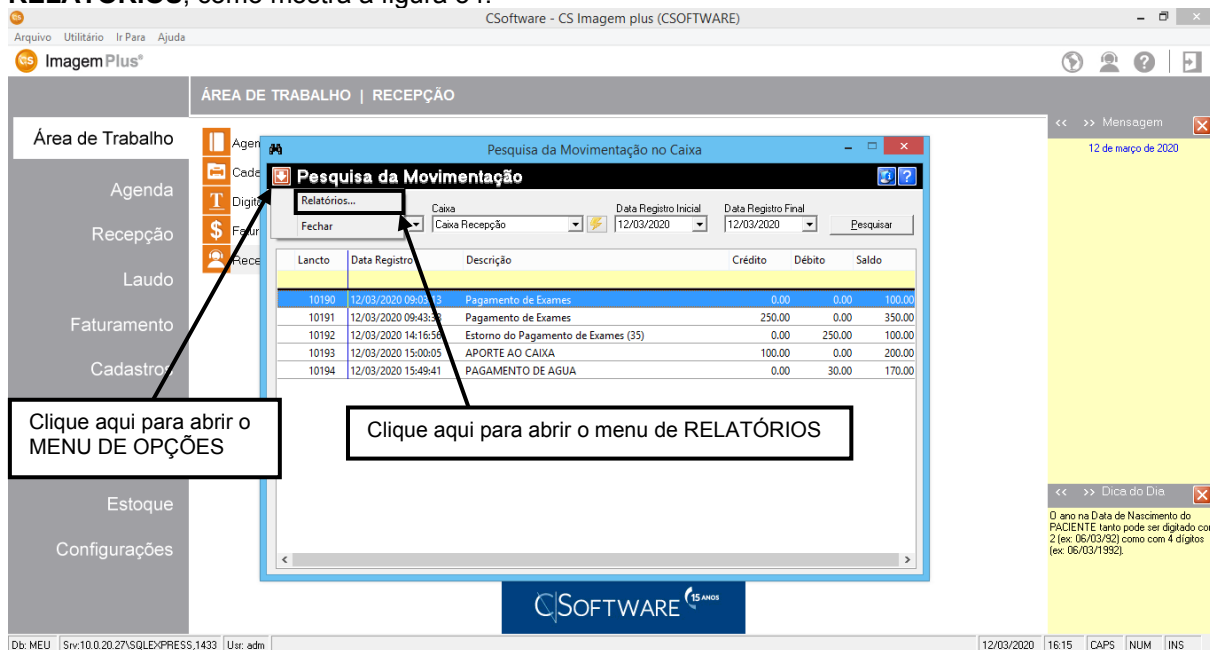 RELATÓRIOS, como mostra a figura
CSoftware - CS Imagem plus (CSOFTWARE)
Arquivo Utilitário Ir Para Ajuda
CS Imagem Plus®
ÁREA DE TRABALHO | RECEPÇÃO
<< >> Mensagem
12 de março de 2020
Área de Trabalho
Agenda
Recepção
Laudo
Faturamento
Cadastros
Estoque
Configurações
Agen
Cada
T Digit
$ Fatur
Rece
Pesquisa da Movimentação no Caixa
Pesquisa da Movimentação
Relatórios...
Fechar
Caixa
Data Registro Inicial
Data Registro Final
Caixa Recepção
12/03/2020
12/03/2020
Pesquisar
Lancto Data Registro Descrição Crédito Débito Saldo
10190 12/03/2020 09:03:13 Pagamento de Exames 0.00 0.00 100.00
10191 12/03/2020 09:43:38 Pagamento de Exames 250.00 0.00 350.00
10192 12/03/2020 14:16:56 Estorno do Pagamento de Exames (35) 0.00 250.00 100.00
10193 12/03/2020 15:00:05 APORTE AO CAIXA 100.00 0.00 200.00
10194 12/03/2020 15:49:41 PAGAMENTO DE AGUA 0.00 30.00 170.00
Clique aqui para abrir o
MENU DE OPÇÕES
Clique aqui para abrir o menu de RELATÓRIOS
<< >> Dica do Dia
O ano na Data de Nascimento do
PACIENTE tanto pode ser digitado co
2 (ex: 06/03/92) como com 4 dígitos
(ex: 06/03/1992).
CSOFTWARE 15 ANOS
Db: MEU Srv:10.0.20.27\SQLEXPRESS,1433 Usr: adm 12/03/2020 16:15 CAPS NUM INS